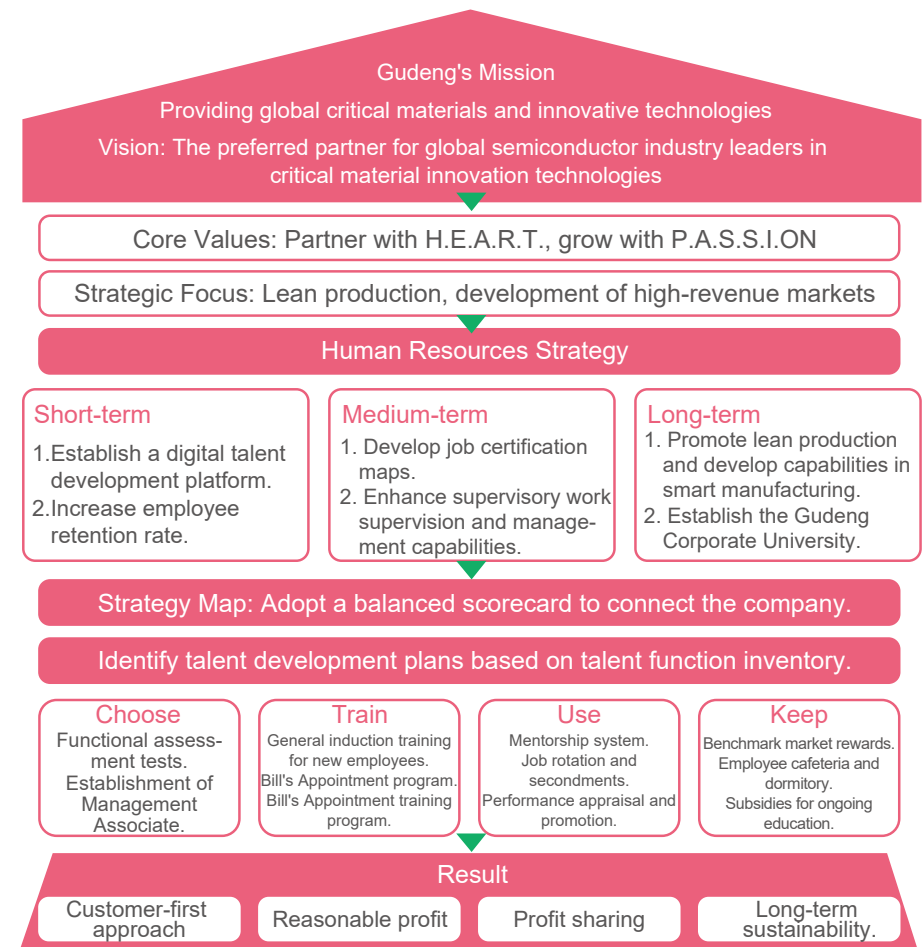 Gudeng's Mission
Providing global critical materials and innovative technologies
Vision: The preferred partner for global semiconductor industry leaders in
critical material innovation technologies
Core Values: Partner with H.E.A.R.T., grow with P.A.S.S.I.ON
Strategic Focus: Lean production, development of high-revenue markets
Human Resources Strategy
Short-term
1.Establish a digital talent
development platform.
2.Increase employee
retention rate.
Medium-term
1. Develop job certification
maps.
2. Enhance supervisory work
supervision and manage-
ment capabilities.
Long-term
1. Promote lean production
and develop capabilities in
smart manufacturing.
2. Establish the Gudeng
Corporate University.
Strategy Map: Adopt a balanced scorecard to connect the company.
Identify talent development plans based on talent function inventory.
Choose
Functional assess-
ment tests.
Establishment of
Management
Associate.
Train
General induction training
for new employees.
Bill's Appointment program.
Bill's Appointment training
program.
Use
Mentorship system.
Job rotation and
secondments.
Performance appraisal and
promotion.
Keep
Benchmark market rewards.
Employee cafeteria and
dormitory.
Subsidies for ongoing
education.
Result
Customer-first
approach
Reasonable profit
Profit sharing
Long-term
sustainability.